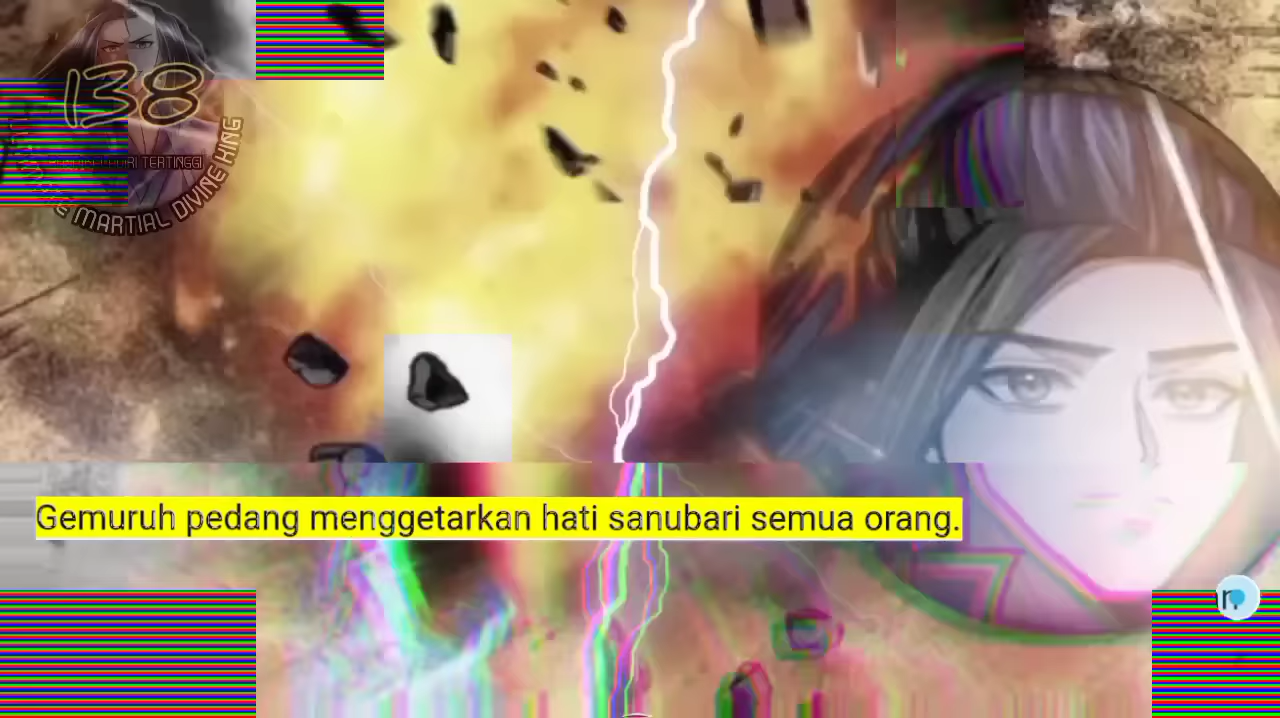 138
MARTIAL DIVINE KING
Gemuruh pedang menggetarkan hati sanubari semua orang.